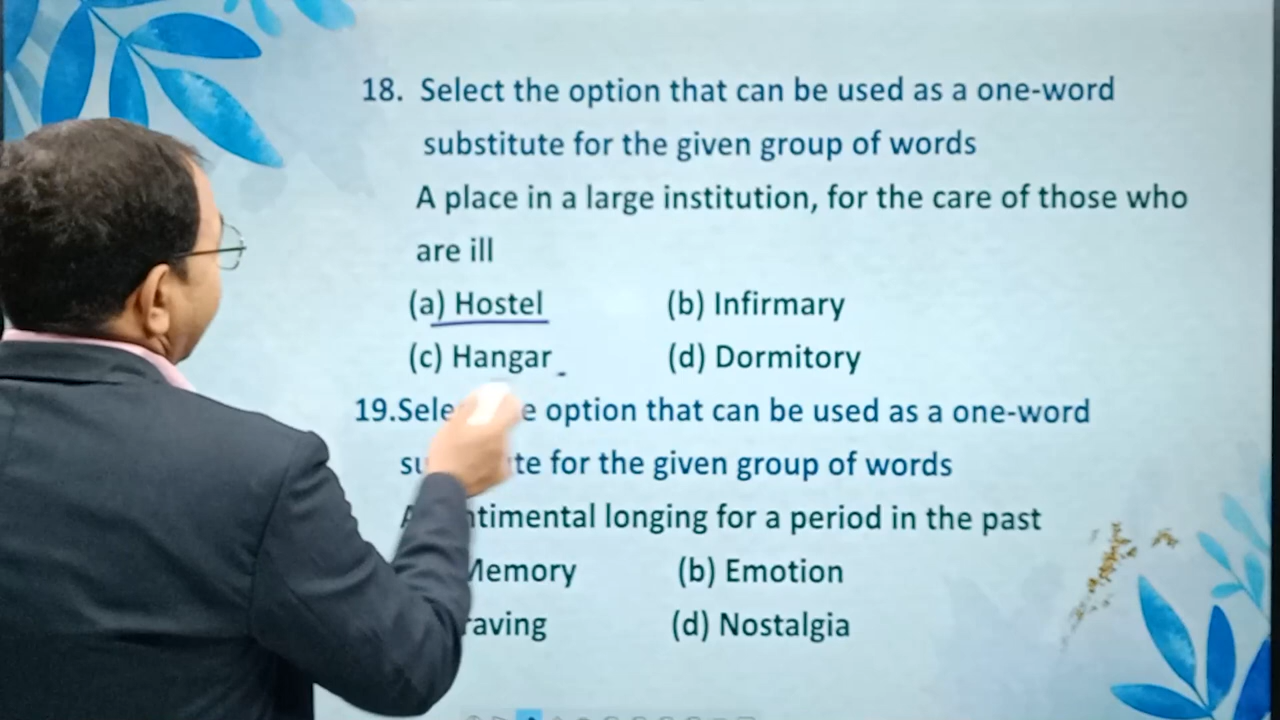 18. Select the option that can be used as a one-word
substitute for the given group of words
A place in a large institution, for the care of those who
are ill
(a) Hostel (b) Infirmary
(c) Hangar (d) Dormitory
19. option that can be used as a one-word
for the given group of words
longing for a period in the past
Memory (b) Emotion
(d) Nostalgia